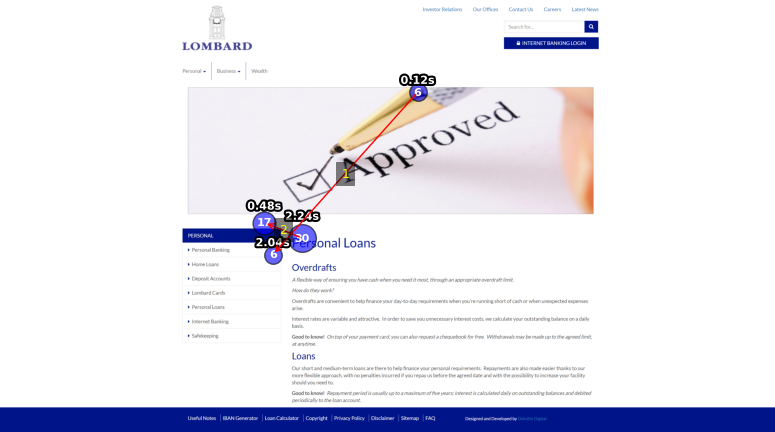 Investor Relations Our Offices Contact Us Careers Latest News
Search for...
LOMBARD
INTERNET BANKING LOGIN
Personal Business Wealth
0.12s
6
Approved
1
0.48s
17
2.24s
2
30
2.04s
6
PERSONAL
Personal Banking
Home Loans
Deposit Accounts
Lombard Cards
Personal Loans
Internet Banking
Safekeeping
Personal Loans
Overdrafts
A flexible way of ensuring you have cash when you need it most, through an appropriate overdraft limit.
How do they work?
Overdrafts are convenient to help finance your day-to-day requirements when you're running short of cash or when unexpected expenses
arise.
Interest rates are variable and attractive. In order to save you unnecessary interest costs, we calculate your outstanding balance on a daily
basis.
Good to know! On top of your payment card, you can also request a chequebook for free. Withdrawals may be made up to the agreed limit,
at anytime.
Loans
Our short and medium-term loans are there to help finance your personal requirements. Repayments are also made easier thanks to our
more flexible approach, with no penalties incurred if you repay us before the agreed date and with the possibility to increase your facility
should you need to.
Good to know! Repayment period is usually up to a maximum of five years; interest is calculated daily on outstanding balances and debited
periodically to the loan account.
Useful Notes IBAN Generator Loan Calculator Copyright Privacy Policy Disclaimer Sitemap FAQ Designed and Developed by Deloitte Digital